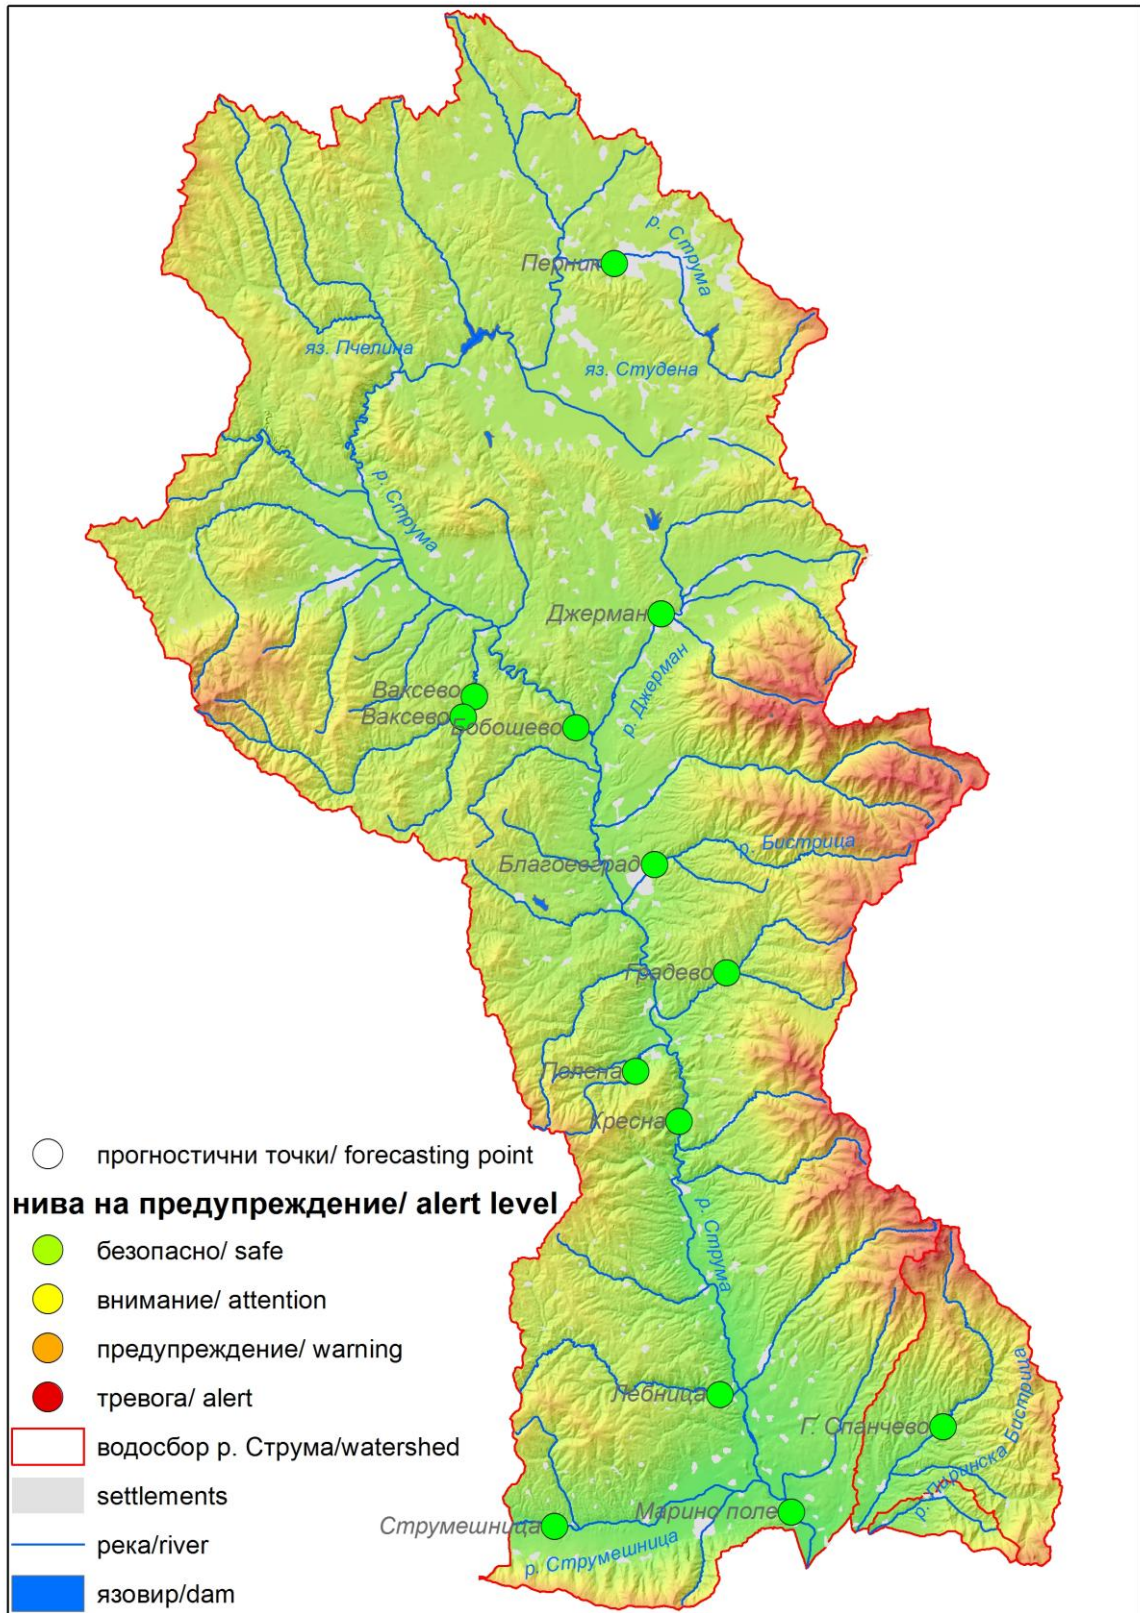 р. Струма
Перник
яз. Пчелина
яз. Студена
р. Струма
Джерман
р. Джерман
Ваксево
Ваксево
Бобошево
р. Бистрица
Благоевград
Градево
Полена
Кресна
прогностични точки/ forecasting point
нива на предупреждение/ alert level
р. Струма
безопасно/ safe
внимание/ attention
предупреждение/ warning
тревога/ alert
Лебница
Г. Спанчево
р. Пиринска Бистрица
водосбор р. Струма/watershed
settlements
Марино поле
Струмешница
р. Струмешница
река/river
язовир/dam